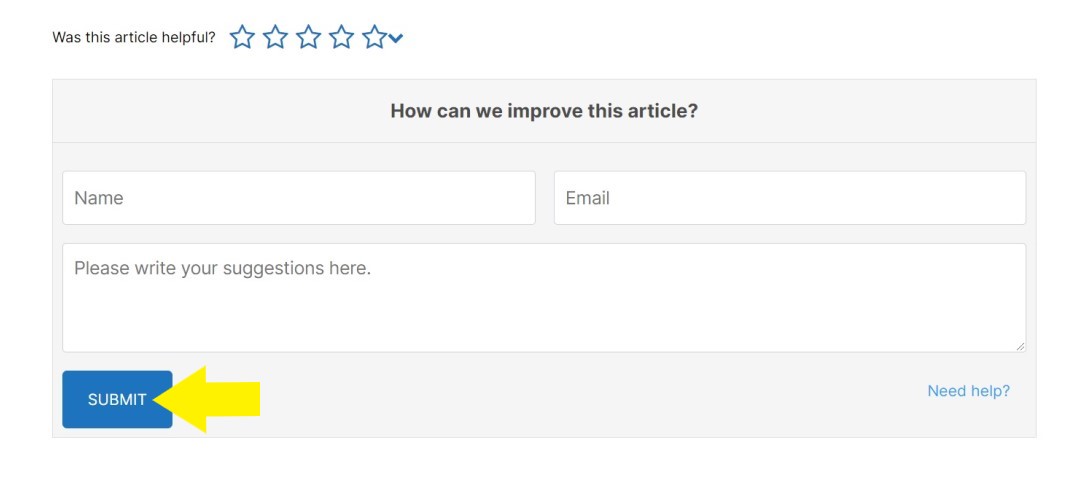 Was this article helpful?
How can we improve this article?
Name
Email
Please write your suggestions here.
SUBMIT
Need help?